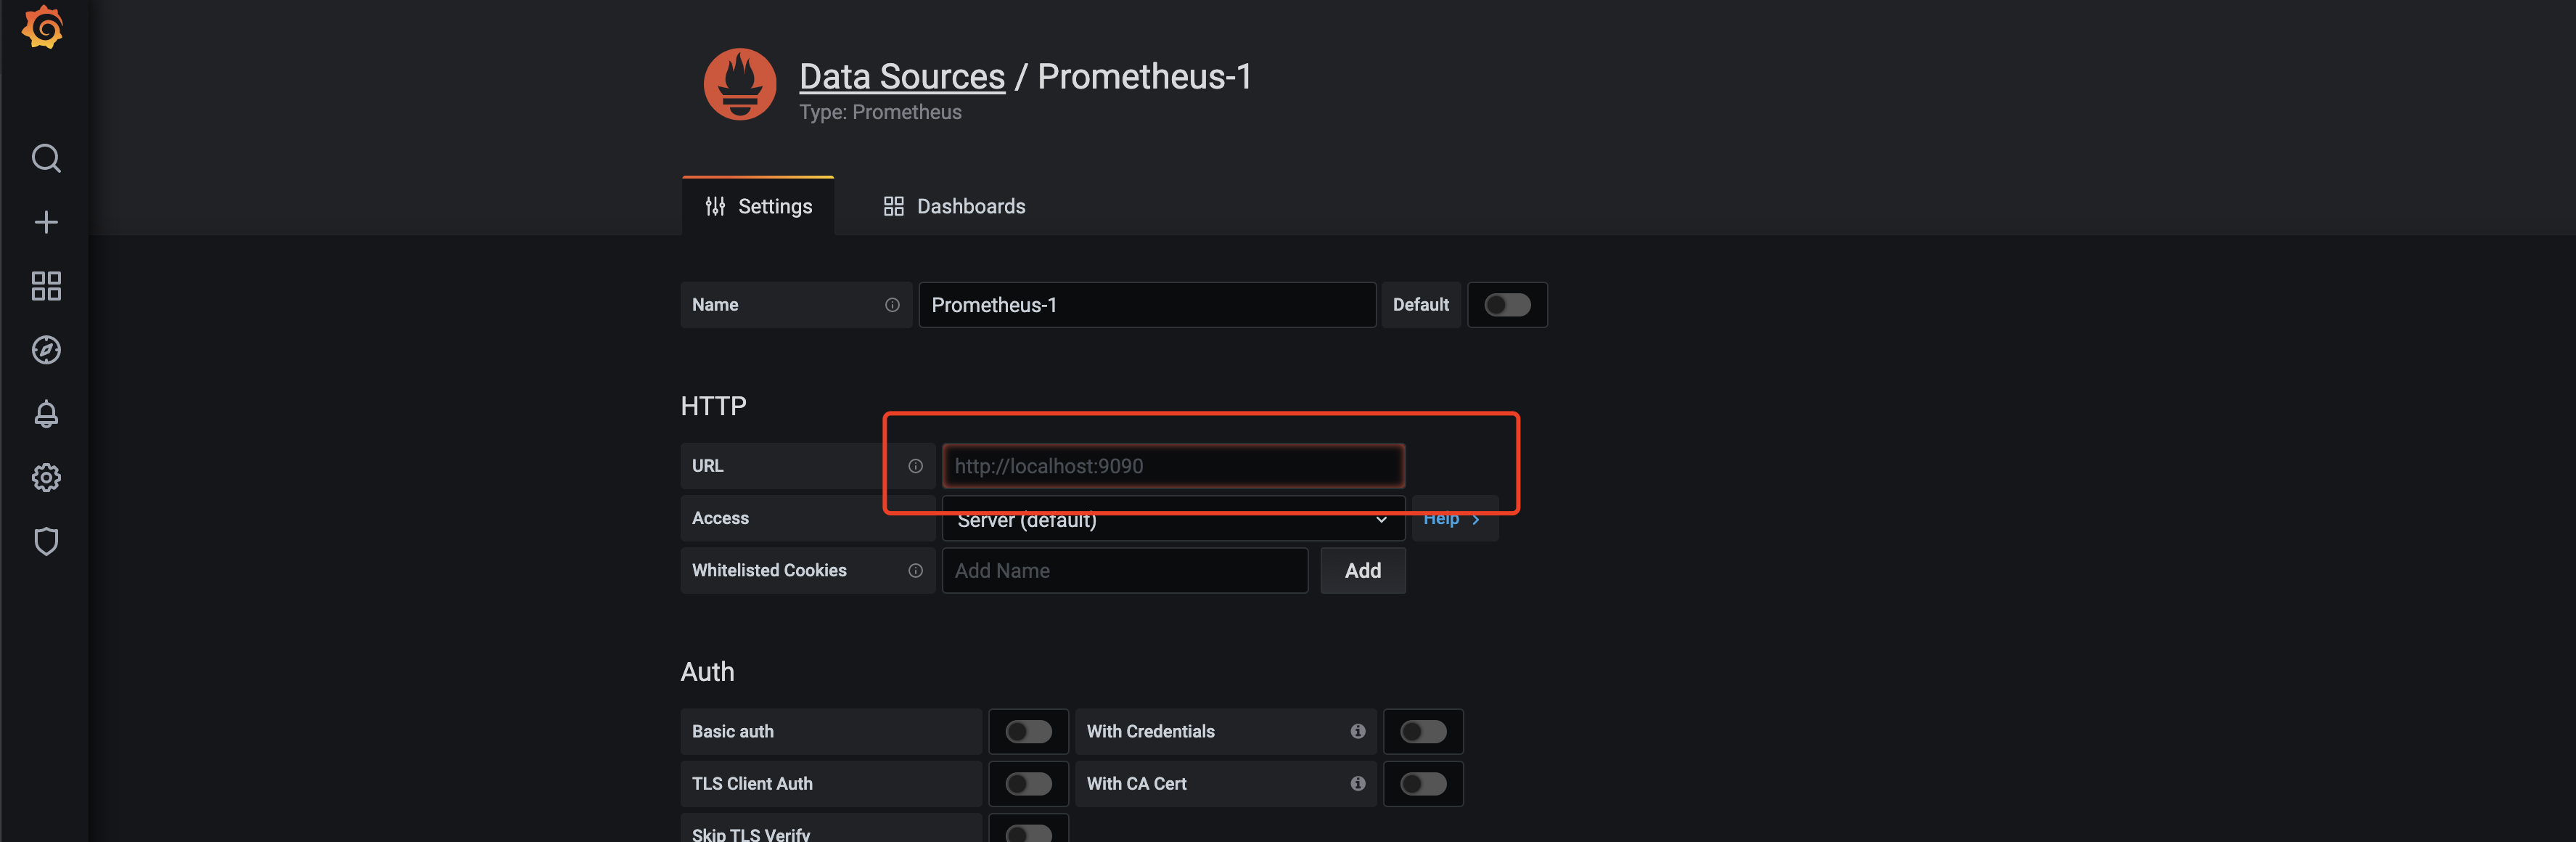 Data Sources / Prometheus-1
Type: Prometheus
Settings
Dashboards
Name
Prometheus-1
Default
HTTP
URL
http://localhost:9090
Access
Server (default)
Help
Whitelisted Cookies
Add Name
Add
Auth
Basic auth
With Credentials
TLS Client Auth
With CA Cert
Skip TLS Verify